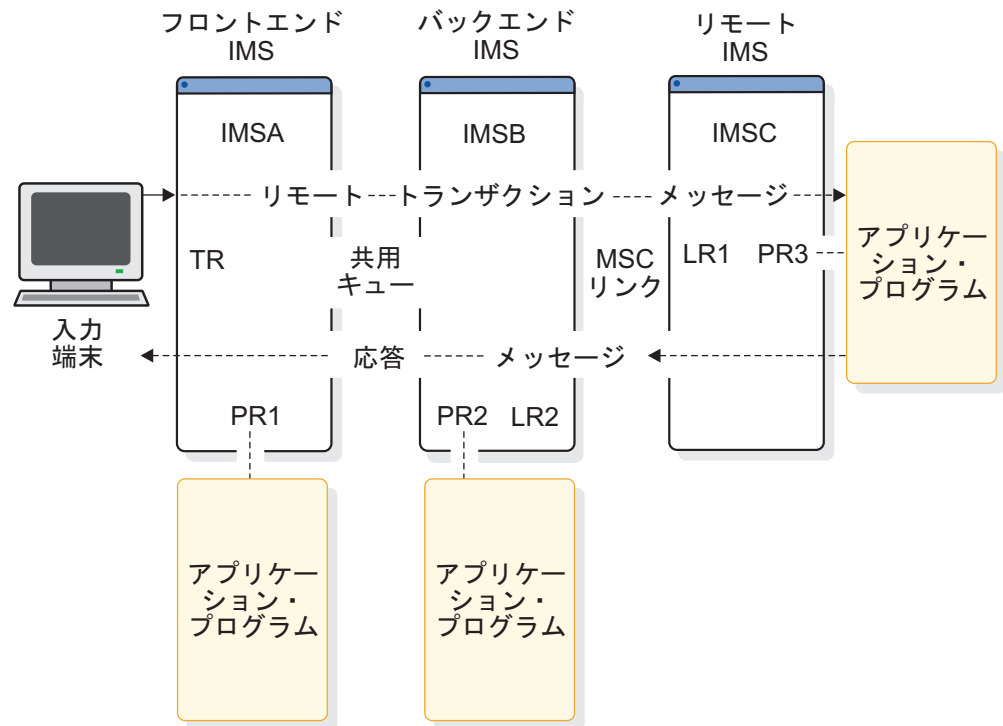 フロントエンド
IMS
バックエンド
IMS
リモート
IMS
IMSA
IMSB
IMSC
リモート
トランザクション
メッセージ
TR
共用
キュー
MSC
リンク
LR1
PR3
アプリケー
ション・
プログラム
入力
端末
応答
メッセージ
PR1
PR2
LR2
アプリケー
ション・
プログラム
アプリケー
ション・
プログラム